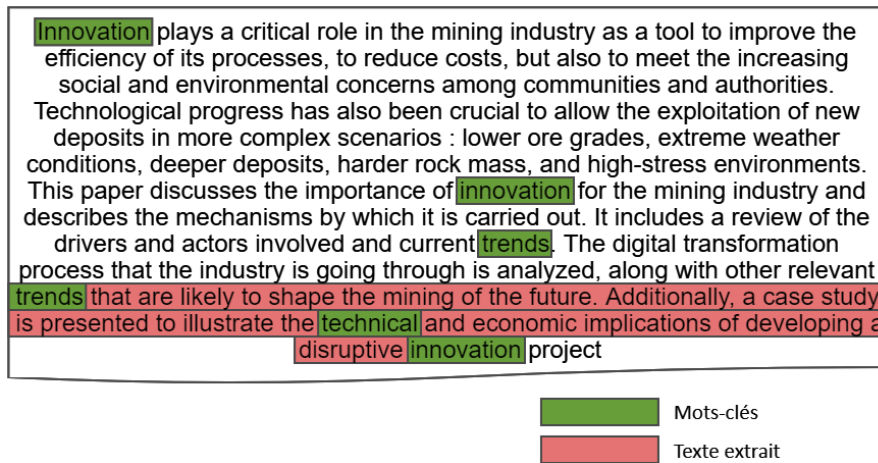 Innovation plays a critical role in the mining industry as a tool to improve the
efficiency of its processes, to reduce costs, but also to meet the increasing
social and environmental concerns among communities and authorities.
Technological progress has also been crucial to allow the exploitation of new
deposits in more complex scenarios : lower ore grades, extreme weather
conditions, deeper deposits, harder rock mass, and high-stress environments.
This paper discusses the importance of innovation for the mining industry and
describes the mechanisms by which it is carried out. It includes a review of the
drivers and actors involved and current trends. The digital transformation
process that the industry is going through is analyzed, along with other relevant
trends that are likely to shape the mining of the future. Additionally, a case study
is presented to illustrate the technical and economic implications of developing a
disruptive innovation project
Mots-clés
Texte extrait